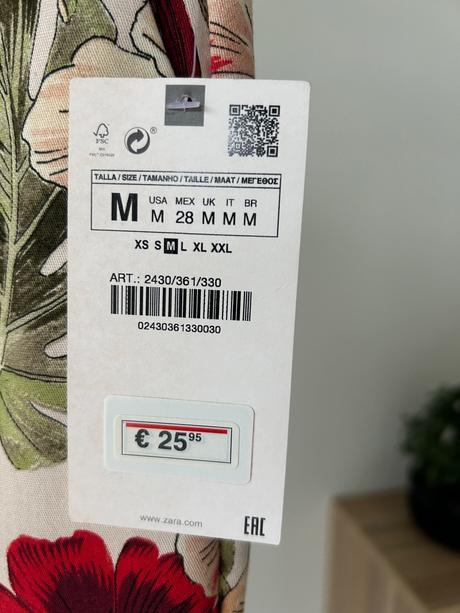 FSC
TALLA / SIZE / TAMANHO / TAILLE / MAAT / ΜΕΓΕΘΟΣ
M
USA MEX UK IT BR
M 28 M M M
XS S M L XL XXL
ART.: 2430/361/330
02430361330030
€ 25 95
www.zara.com
EAC